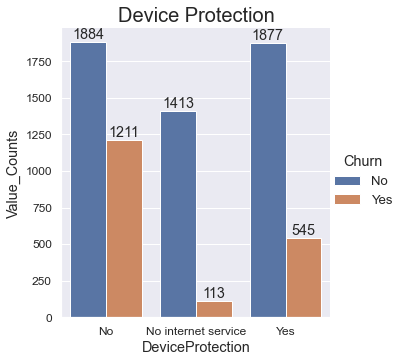 Device Protection
1884
1877
1750
1500
1413
1250
1211
1000
750
545
500
250
113
0
Value_Counts
No
No internet service
Yes
DeviceProtection
Churn
No
Yes